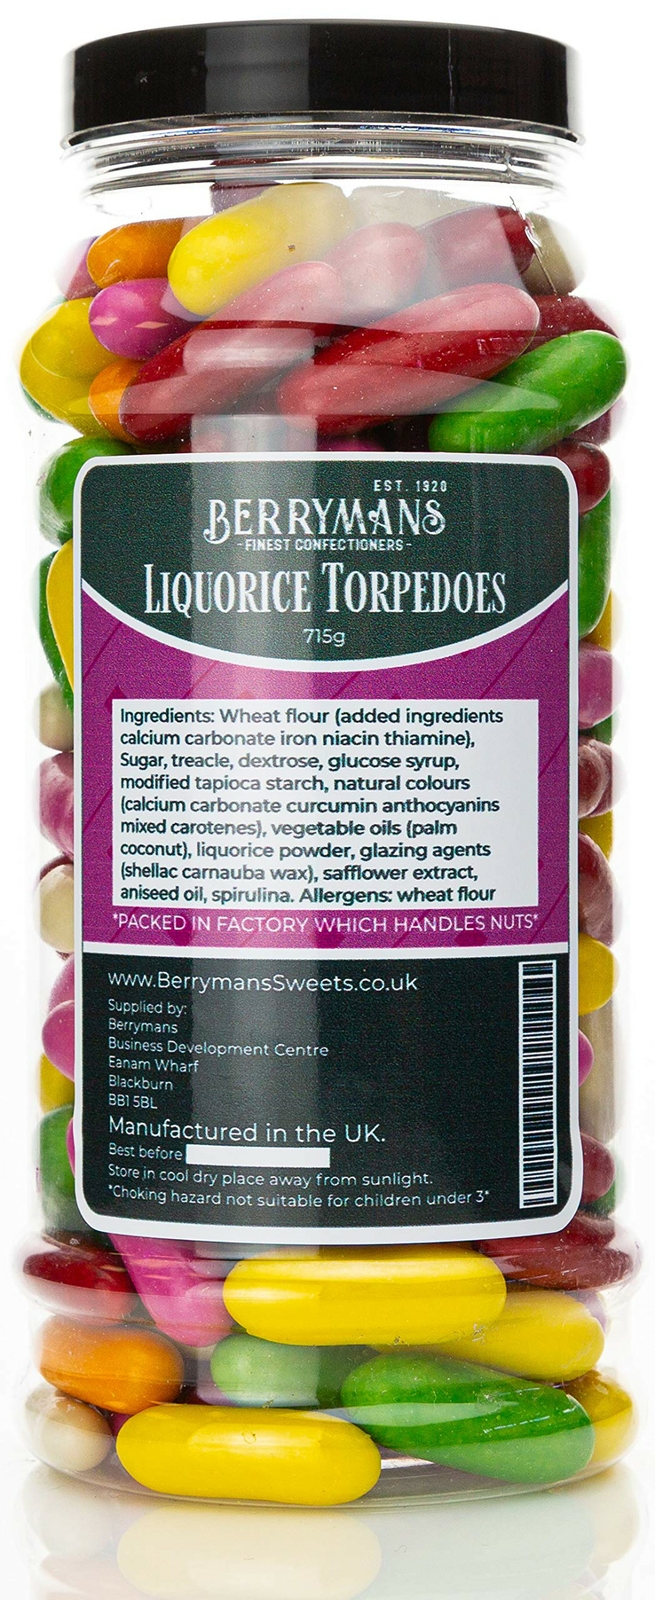 EST. 1920
BERRYMANS
-FINEST CONFECTIONERS-
LIQUORICE TORPEDOES
715g
Ingredients: Wheat flour (added ingredients
calcium carbonate iron niacin thiamine),
Sugar, treacle, dextrose, glucose syrup,
modified tapioca starch, natural colours
(calcium carbonate curcumin anthocyanins
mixed carotenes), vegetable oils (palm
coconut), liquorice powder, glazing agents
(shellac carnauba wax), safflower extract,
aniseed oil, spirulina. Allergens: wheat flour
*PACKED IN FACTORY WHICH HANDLES NUTS*
www.BerrymansSweets.co.uk
Supplied by:
Berrymans
Business Development Centre
Eanam Wharf
Blackburn
BB1 5BL
Manufactured in the UK.
Best before
Store in cool dry place away from sunlight.
*Choking hazard not suitable for children under 3*